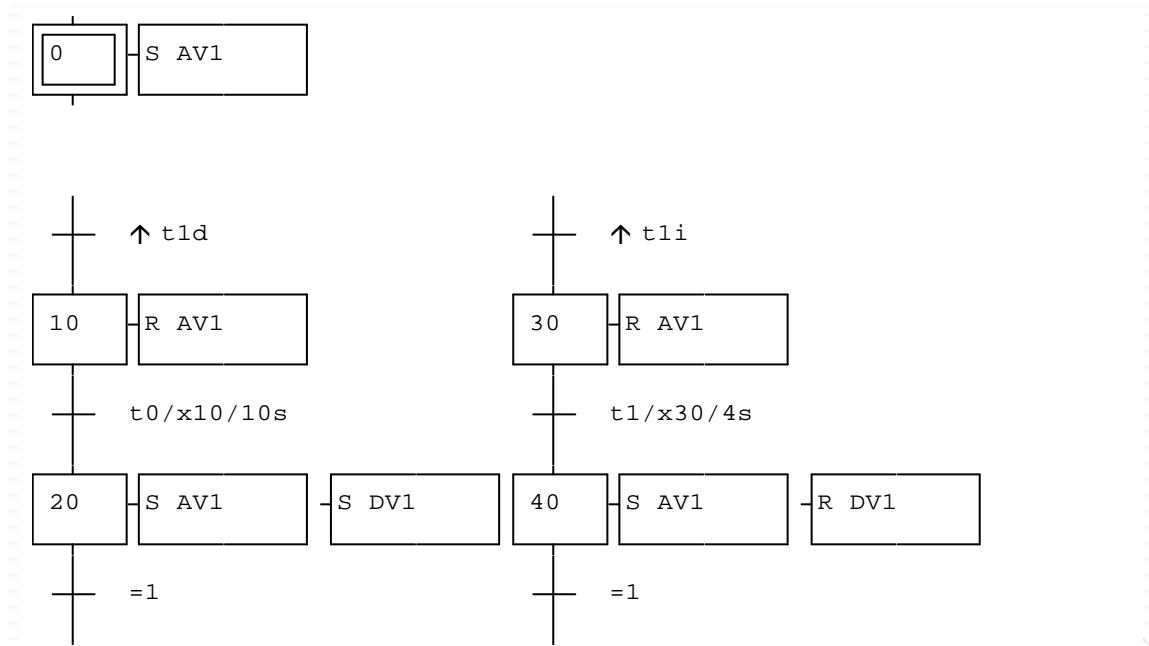 0 S AV1
↑ t1d ↑ t1i
10 R AV1 30 R AV1
t0/x10/10s t1/x30/4s
20 S AV1 S DV1 40 S AV1 R DV1
=1 =1